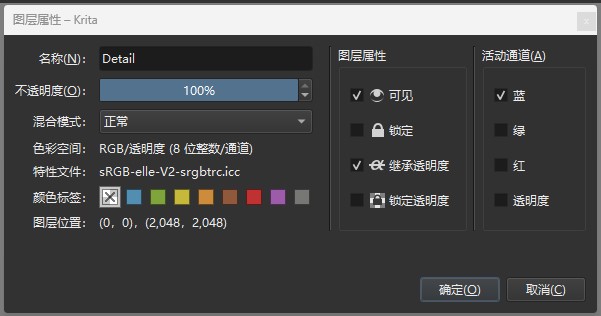 图层属性 – Krita
名称(N): Detail
不透明度(O): 100%
混合模式: 正常
色彩空间: RGB/透明度 (8 位整数/通道)
特性文件: sRGB-elle-V2-srgbtrc.icc
颜色标签:
图层位置: (0，0)，(2,048，2,048)
图层属性
可见
锁定
继承透明度
锁定透明度
活动通道(A)
蓝
绿
红
透明度
确定(O)
取消(C)